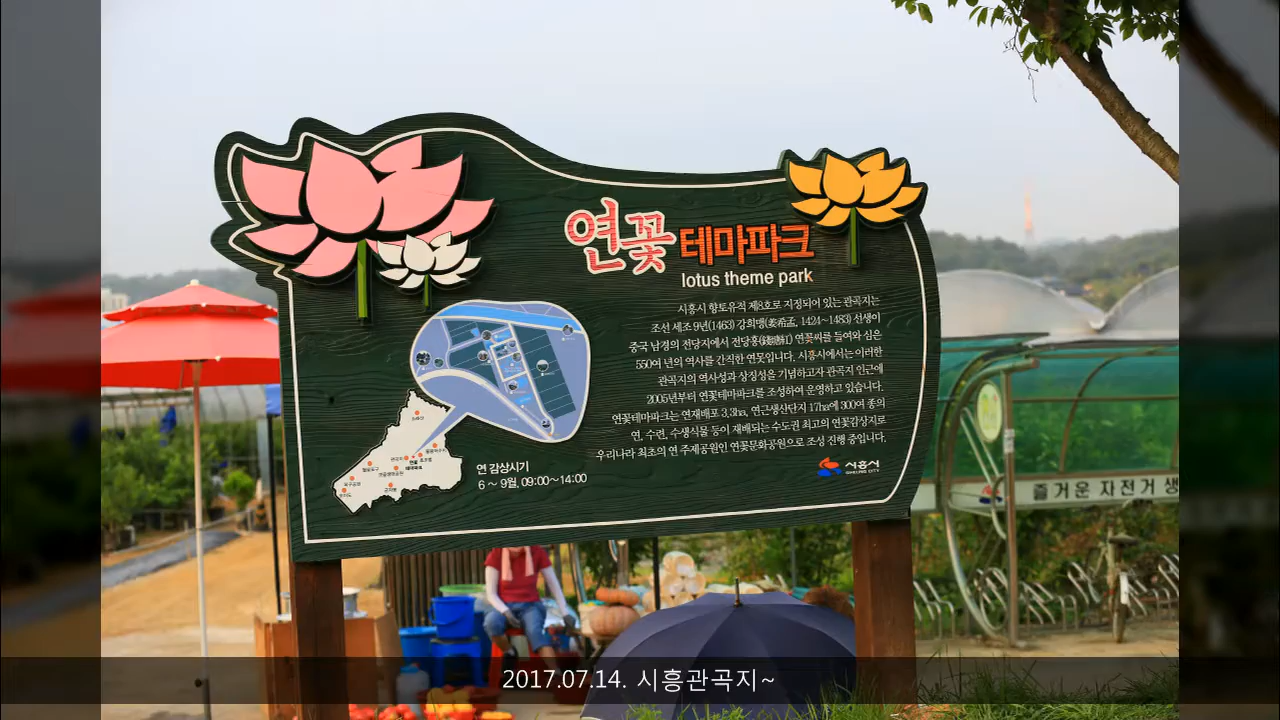 연꽃 테마파크
lotus theme park
시흥시 향토유적 제8호로 지정되어 있는 관곡지는
조선 세조 9년(1463) 강희맹(姜希孟, 1424~1483) 선생이
중국 남경의 전당지에서 전당홍(錢塘紅) 연꽃씨를 들여와 심은
550여 년의 역사를 간직한 연못입니다. 시흥시에서는 이러한
관곡지의 역사성과 상징성을 기념하고자 관곡지 인근에
2005년부터 연꽃테마파크를 조성하여 운영하고 있습니다.
연꽃테마파크는 연재배포 3.3ha, 연근생산단지 17ha에 300여 종의
연, 수련, 수생식물 등이 재배되는 수도권 최고의 연꽃감상지로
우리나라 최초의 연 주제공원인 연꽃문화공원으로 조성 진행 중입니다.
연 감상시기
6 ~ 9월, 09:00~14:00
시흥시
SIHEUNG CITY
즐거운 자전거 생
2017.07.14. 시흥관곡지~